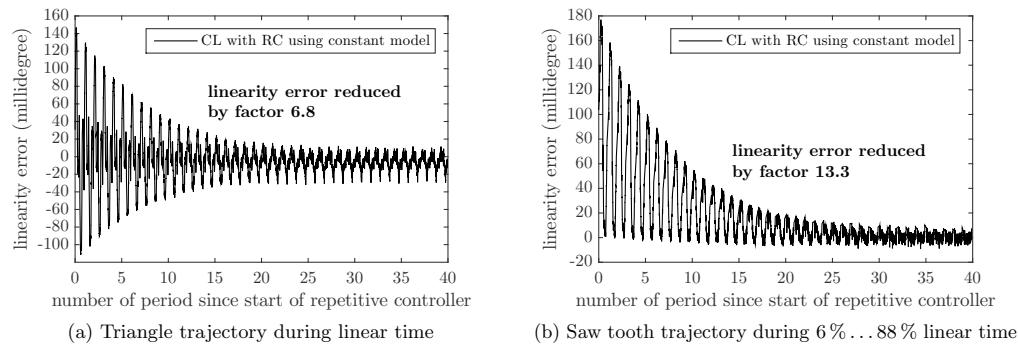 160
140
120
100
80
60
40
20
0
-20
-40
-60
-80
-100
linearity error (millidegree)
CL with RC using constant model
linearity error reduced
by factor 6.8
0 5 10 15 20 25 30 35 40
number of period since start of repetitive controller
(a) Triangle trajectory during linear time
180
160
140
120
100
80
60
40
20
0
-20
linearity error (millidegree)
CL with RC using constant model
linearity error reduced
by factor 13.3
0 5 10 15 20 25 30 35 40
number of period since start of repetitive controller
(b) Saw tooth trajectory during 6 % . . . 88 % linear time